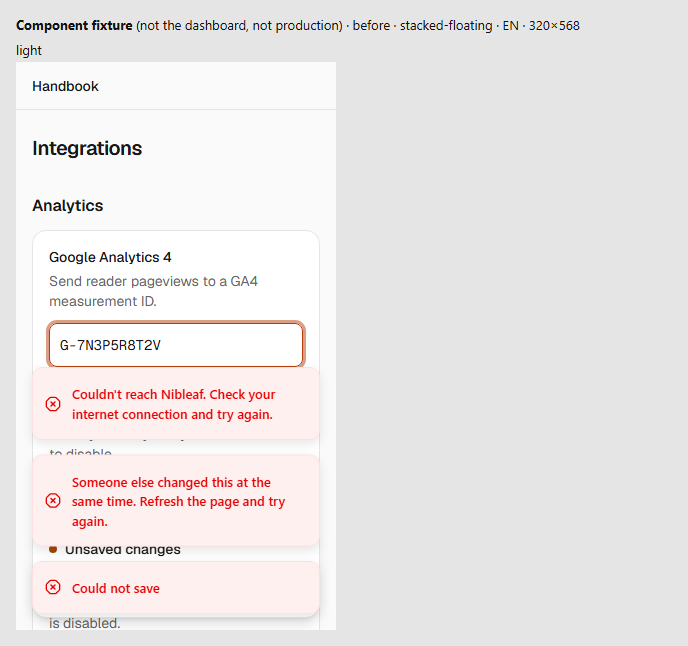 Component fixture (not the dashboard, not production) · before · stacked-floating · EN · 320×568
light
Handbook
Integrations
Analytics
Google Analytics 4
Send reader pageviews to a GA4
measurement ID.
G-7N3P5R8T2V
Couldn't reach Nibleaf. Check your
internet connection and try again.
to disable.
Someone else changed this at the
same time. Refresh the page and try
again.
Unsaved changes
Could not save
is disabled.